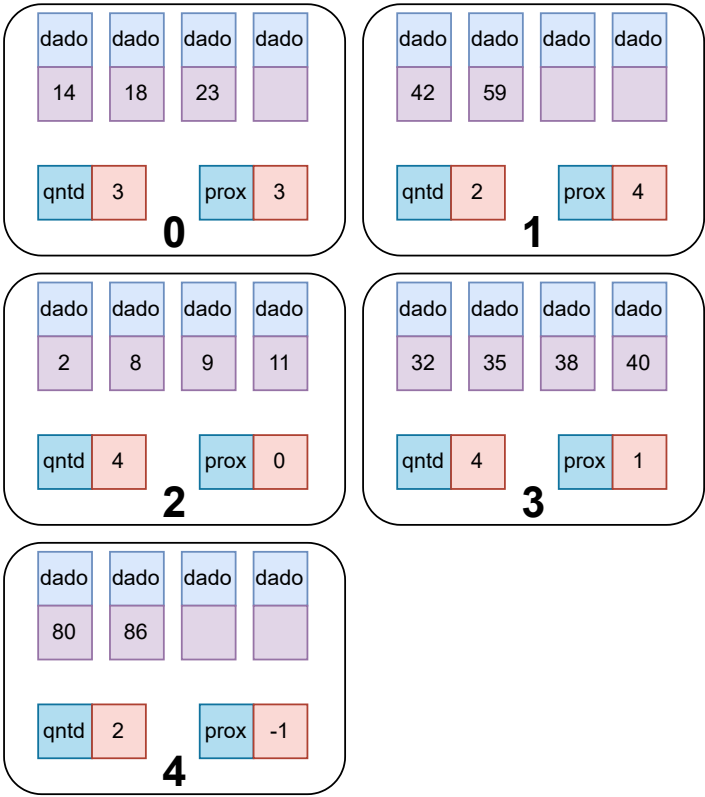 dado dado dado dado
14 18 23
qntd 3 prox 3
0
dado dado dado dado
42 59
qntd 2 prox 4
1
dado dado dado dado
2 8 9 11
qntd 4 prox 0
2
dado dado dado dado
32 35 38 40
qntd 4 prox 1
3
dado dado dado dado
80 86
qntd 2 prox -1
4